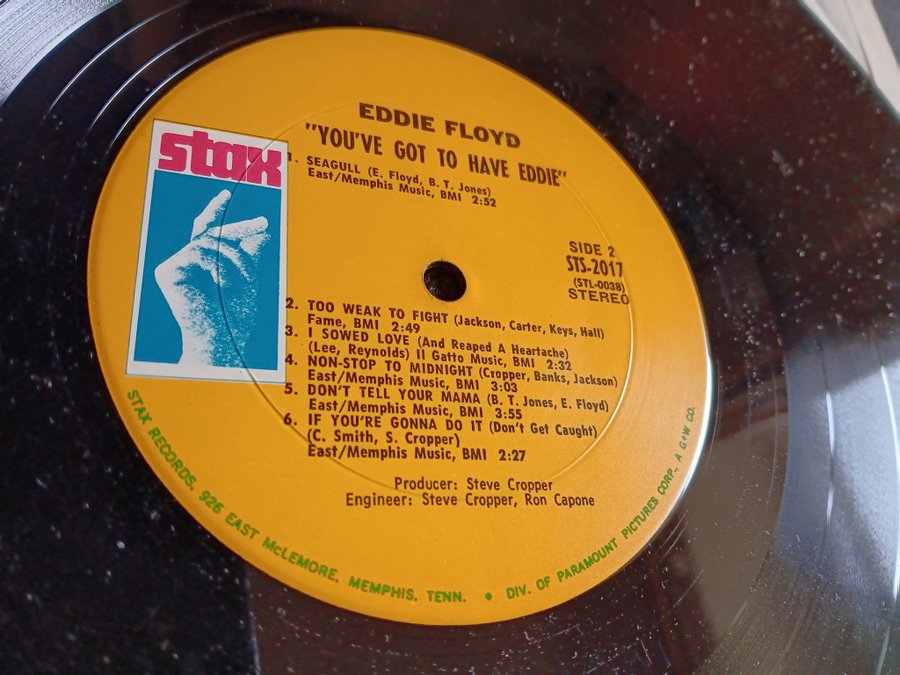 stax
EDDIE FLOYD
"YOU'VE GOT TO HAVE EDDIE"
1. SEAGULL (E. Floyd, B. T. Jones)
East/Memphis Music, BMI 2:52
SIDE 2
STS-2017
(STL-0038)
STEREO
2. TOO WEAK TO FIGHT (Jackson, Carter, Keys, Hall)
Fame, BMI 2:49
3. I SOWED LOVE (And Reaped A Heartache)
(Lee, Reynolds) Il Gatto Music, BMI 2:32
4. NON-STOP TO MIDNIGHT (Cropper, Banks, Jackson)
East/Memphis Music, BMI 3:03
5. DON'T TELL YOUR MAMA (B. T. Jones, E. Floyd)
East/Memphis Music, BMI 3:55
6. IF YOU'RE GONNA DO IT (Don't Get Caught)
(C. Smith, S. Cropper)
East/Memphis Music, BMI 2:27
Producer: Steve Cropper
Engineer: Steve Cropper, Ron Capone
STAX RECORDS, 926 EAST McLEMORE, MEMPHIS, TENN. • DIV. OF PARAMOUNT PICTURES CORP., A G+W CO.